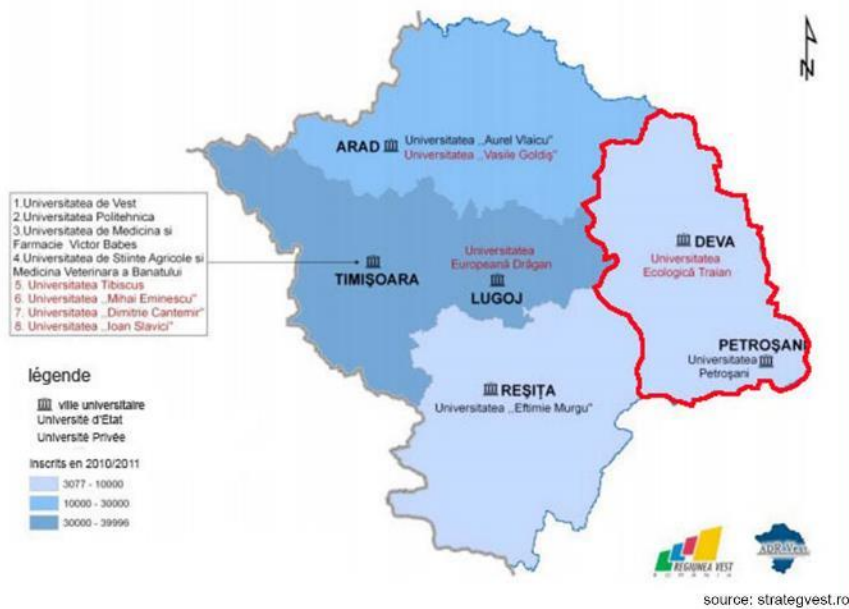 N
ARAD
Universitatea „Aurel Vlaicu"
Universitatea „Vasile Goldiş"
1.Universitatea de Vest
2.Universitatea Politehnica
3.Universitatea de Medicina si
Farmacie Victor Babes
4.Universitatea de Stiinte Agricole si
Medicina Veterinara a Banatului
5. Universitatea Tibiscus
6. Universitatea „Mihai Eminescu"
7. Universitatea „Dimitrie Cantemir"
8. Universitatea „Ioan Slavici"
TIMIŞOARA
Universitatea
Europeană Drăgan
LUGOJ
DEVA
Universitatea
Ecologică Traian
PETROŞANI
Universitatea
Petroşani
REŞIŢA
Universitatea „Eftimie Murgu"
légende
ville universitaire
Université d'État
Université Privée
Inscrits en 2010/2011
3077 - 10000
10000 - 30000
30000 - 39996
REGIUNEA VEST
ROMÂNIA
ADRVest
source: strategvest.ro